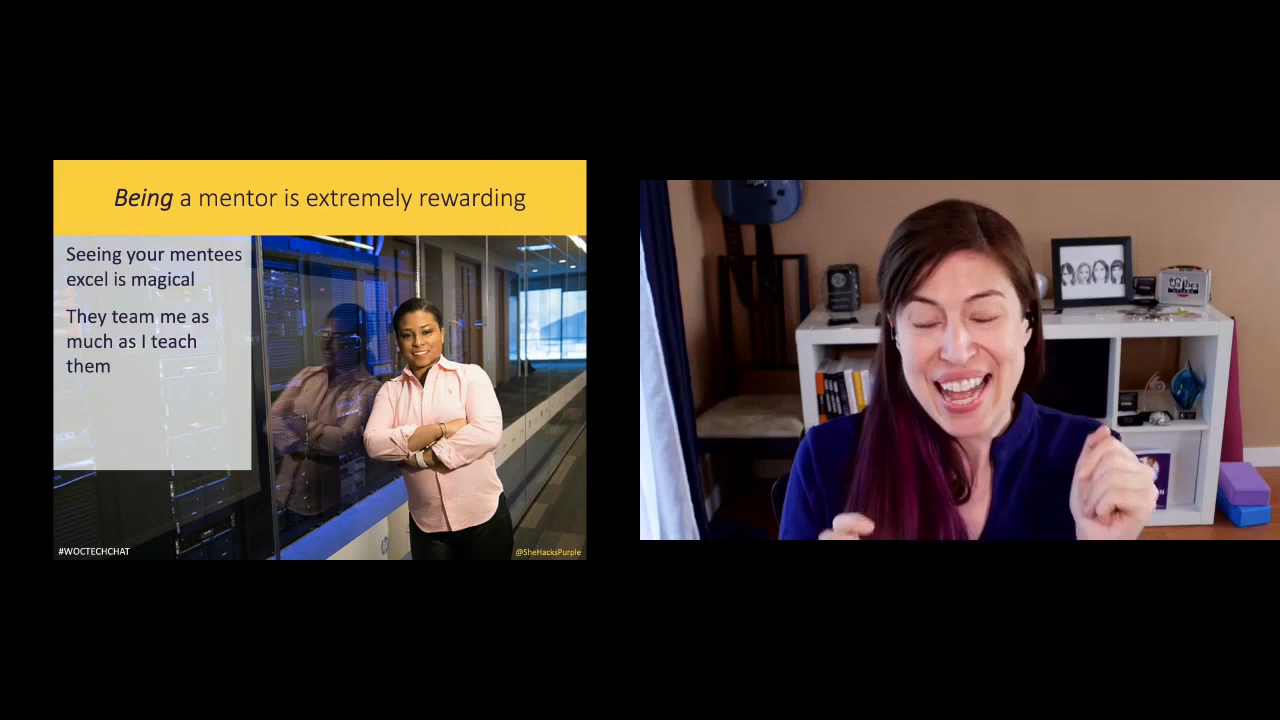 Being a mentor is extremely rewarding
Seeing your mentees
excel is magical
They team me as
much as I teach
them
#WOCTECHCHAT
@SheHacksPurple